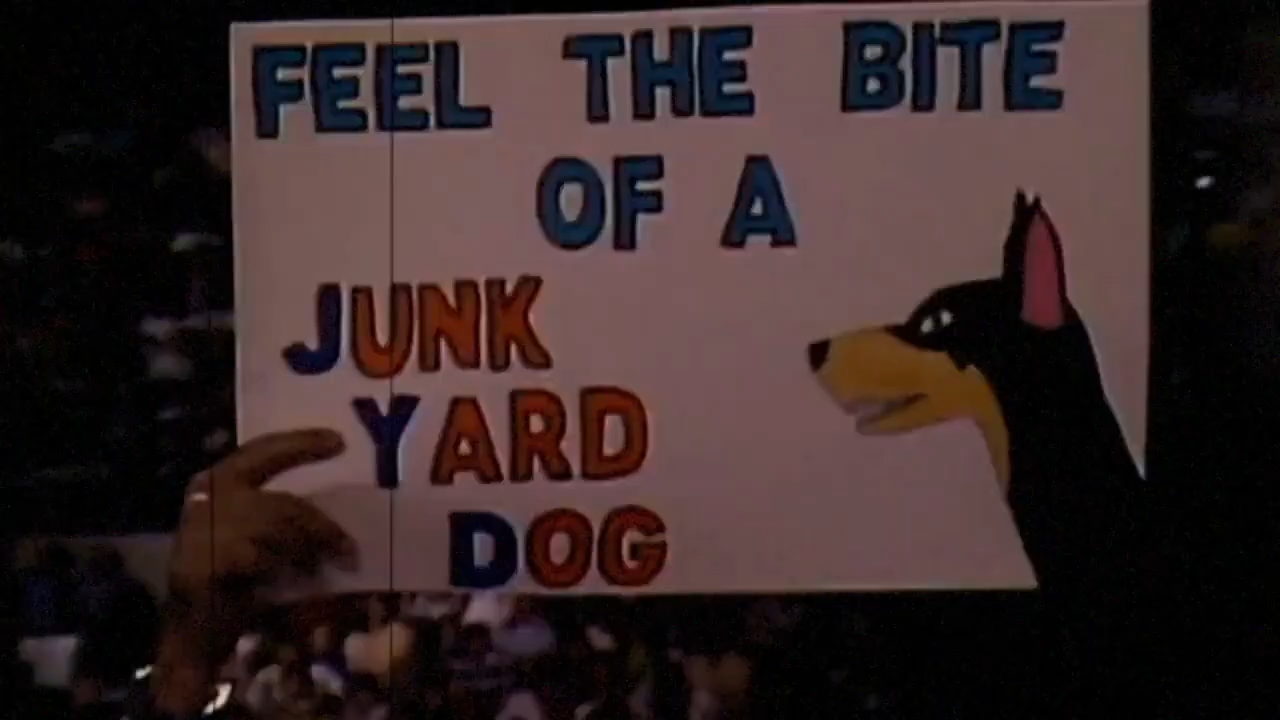 FEEL THE BITE
OF A
JUNK
YARD
DOG